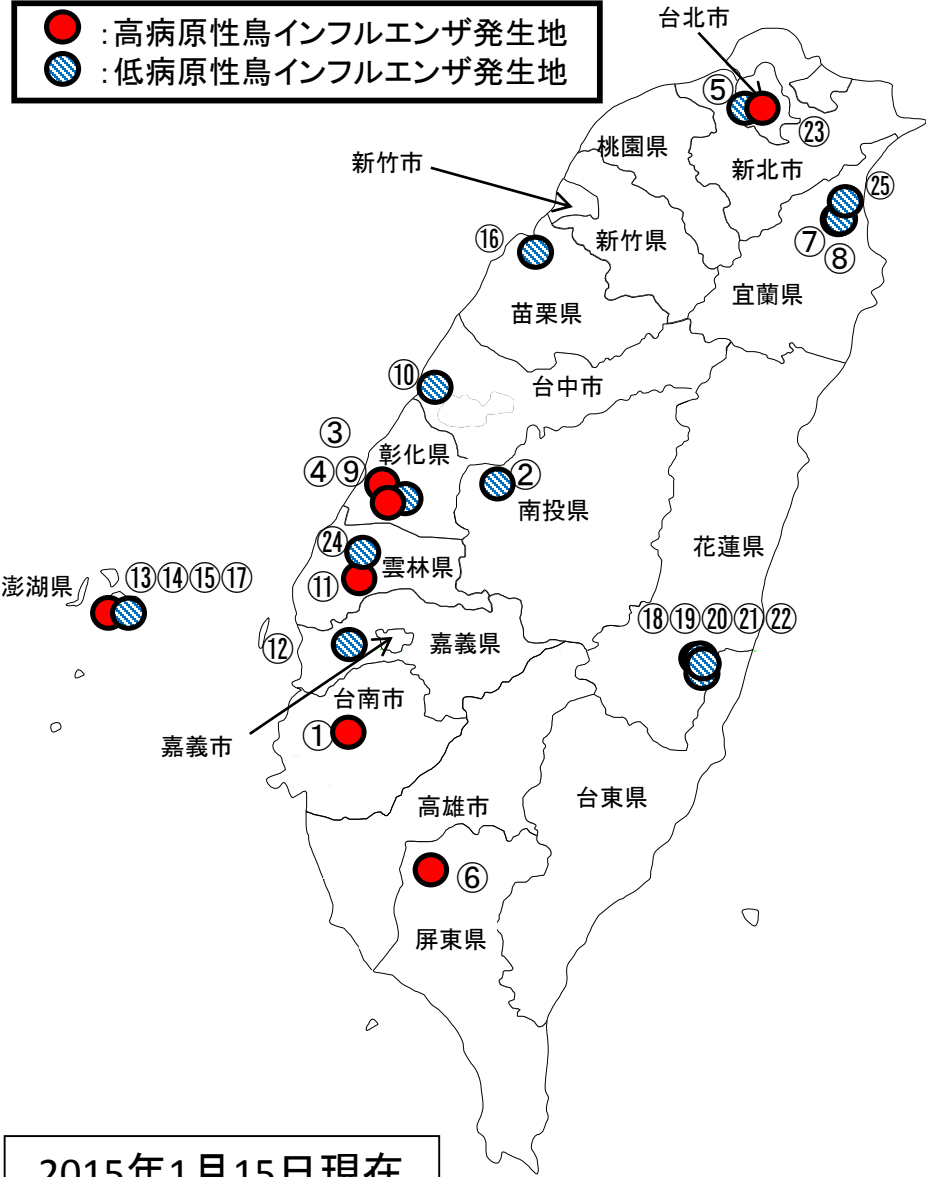 :高病原性鳥インフルエンザ発生地
:低病原性鳥インフルエンザ発生地
台北市
⑤
㉓
桃園県
新北市
新竹市
㉕
⑯
新竹県
⑦
⑧
宜蘭県
苗栗県
⑩
台中市
③
彰化県
④⑨
②
南投県
花蓮県
㉔
雲林県
⑪
澎湖県
⑬⑭⑮⑰
⑱⑲⑳㉑㉒
⑫
嘉義県
台南市
①
嘉義市
高雄市
台東県
⑥
屏東県
2015年1月15日現在